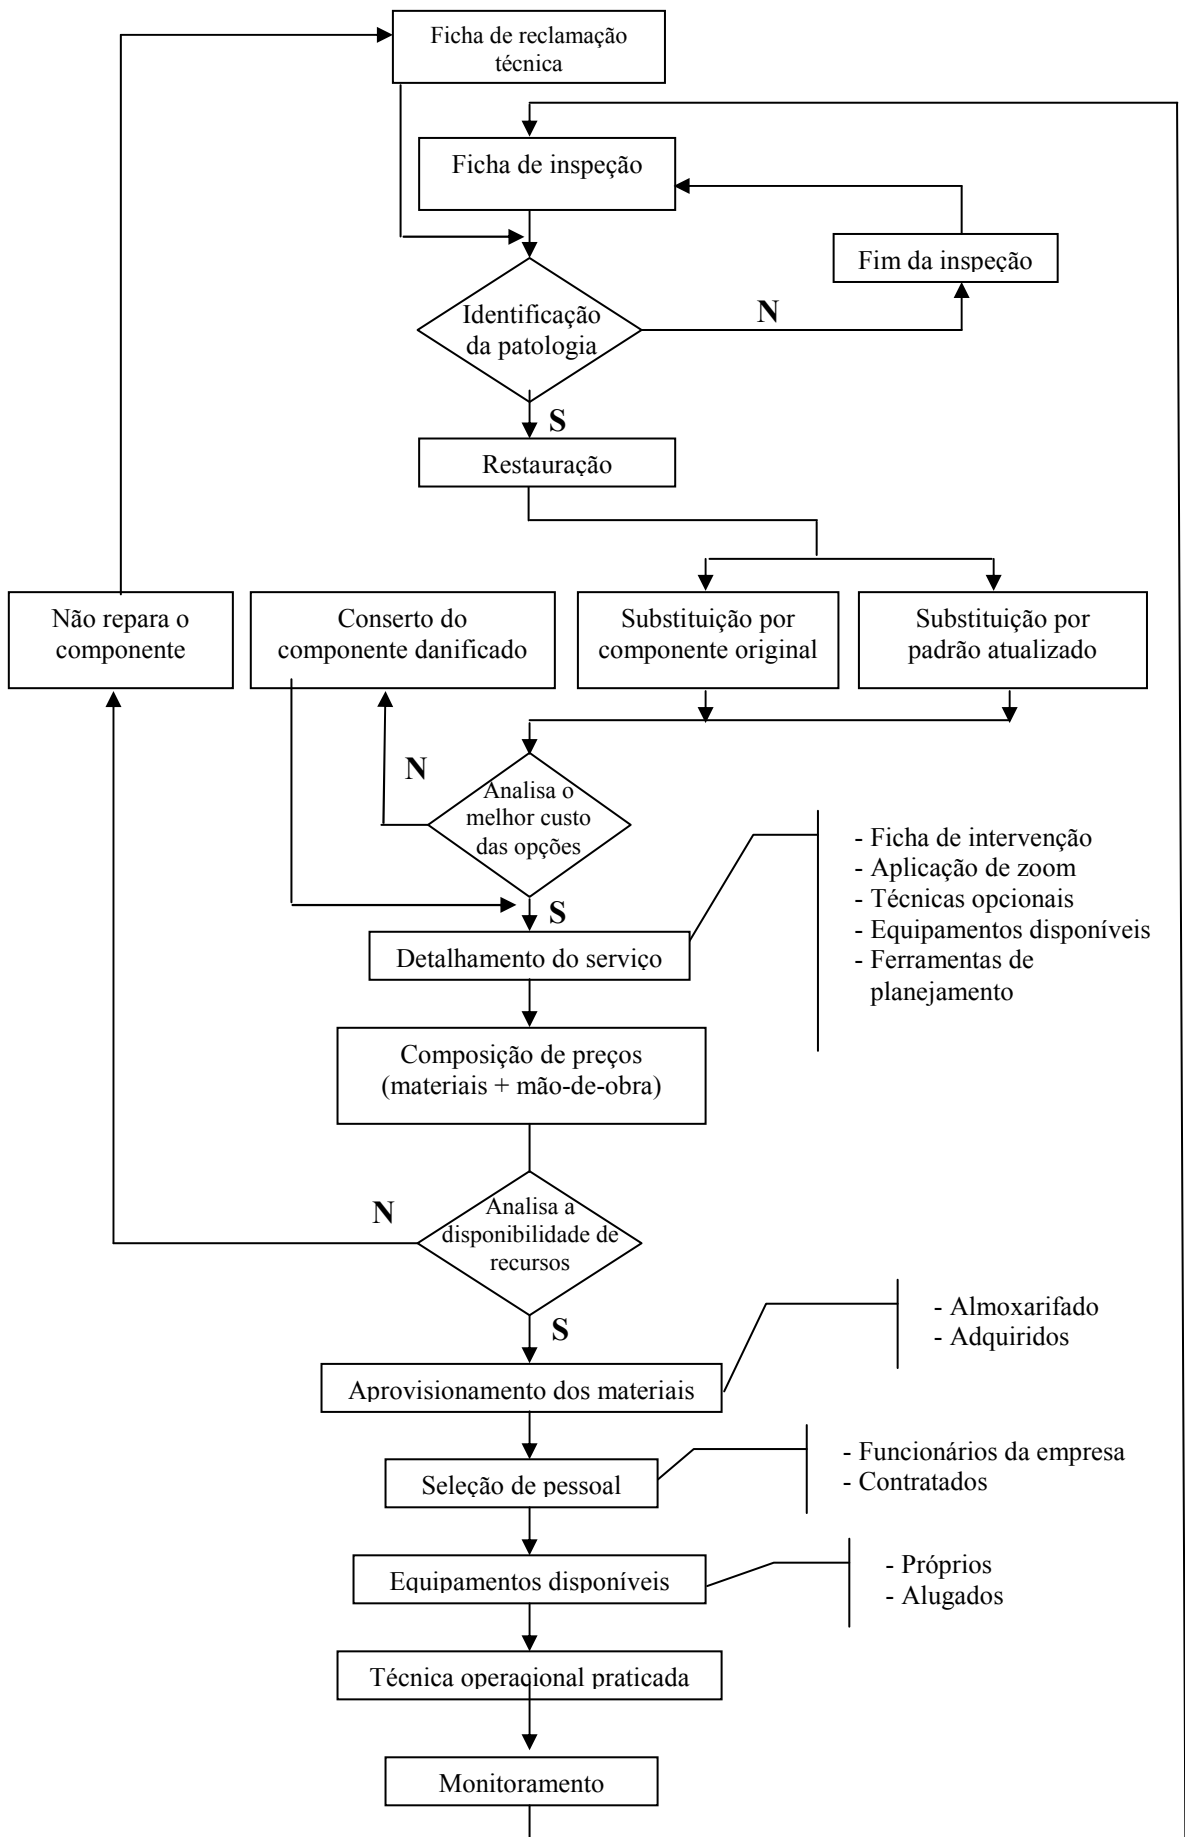 Ficha de reclamação
técnica
Ficha de inspeção
Fim da inspeção
Identificação
da patologia
N
S
Restauração
Não repara o
componente
Conserto do
componente danificado
Substituição por
componente original
Substituição por
padrão atualizado
N
Analisa o
melhor custo
das opções
S
- Ficha de intervenção
- Aplicação de zoom
- Técnicas opcionais
- Equipamentos disponíveis
- Ferramentas de
planejamento
Detalhamento do serviço
Composição de preços
(materiais + mão-de-obra)
N
Analisa a
disponibilidade de
recursos
S
- Almoxarifado
- Adquiridos
Aprovisionamento dos materiais
- Funcionários da empresa
- Contratados
Seleção de pessoal
- Próprios
- Alugados
Equipamentos disponíveis
Técnica operacional praticada
Monitoramento